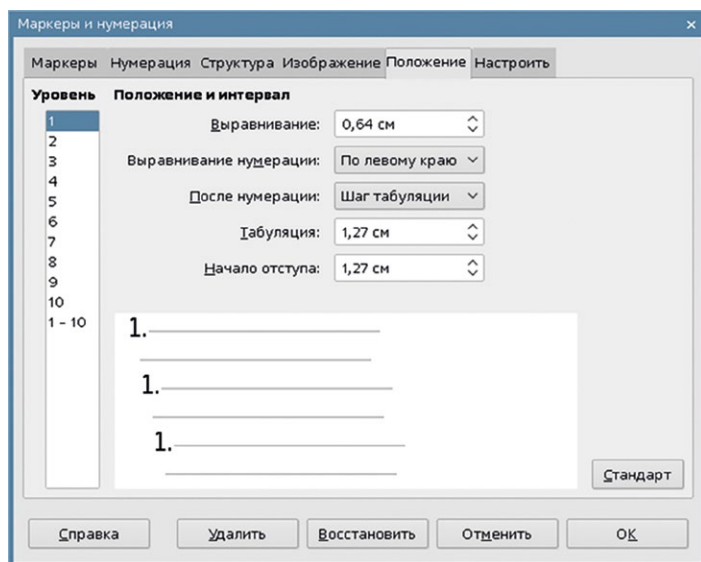 Маркеры и нумерация ×
Маркеры Нумерация Структура Изображение Положение Настроить
Уровень Положение и интервал
1
2
3
4
5
6
7
8
9
10
1 – 10
Выравнивание: 0,64 см
Выравнивание нумерации: По левому краю
После нумерации: Шаг табуляции
Табуляция: 1,27 см
Начало отступа: 1,27 см
1.
1.
1.
Стандарт
Справка Удалить Восстановить Отменить ОК